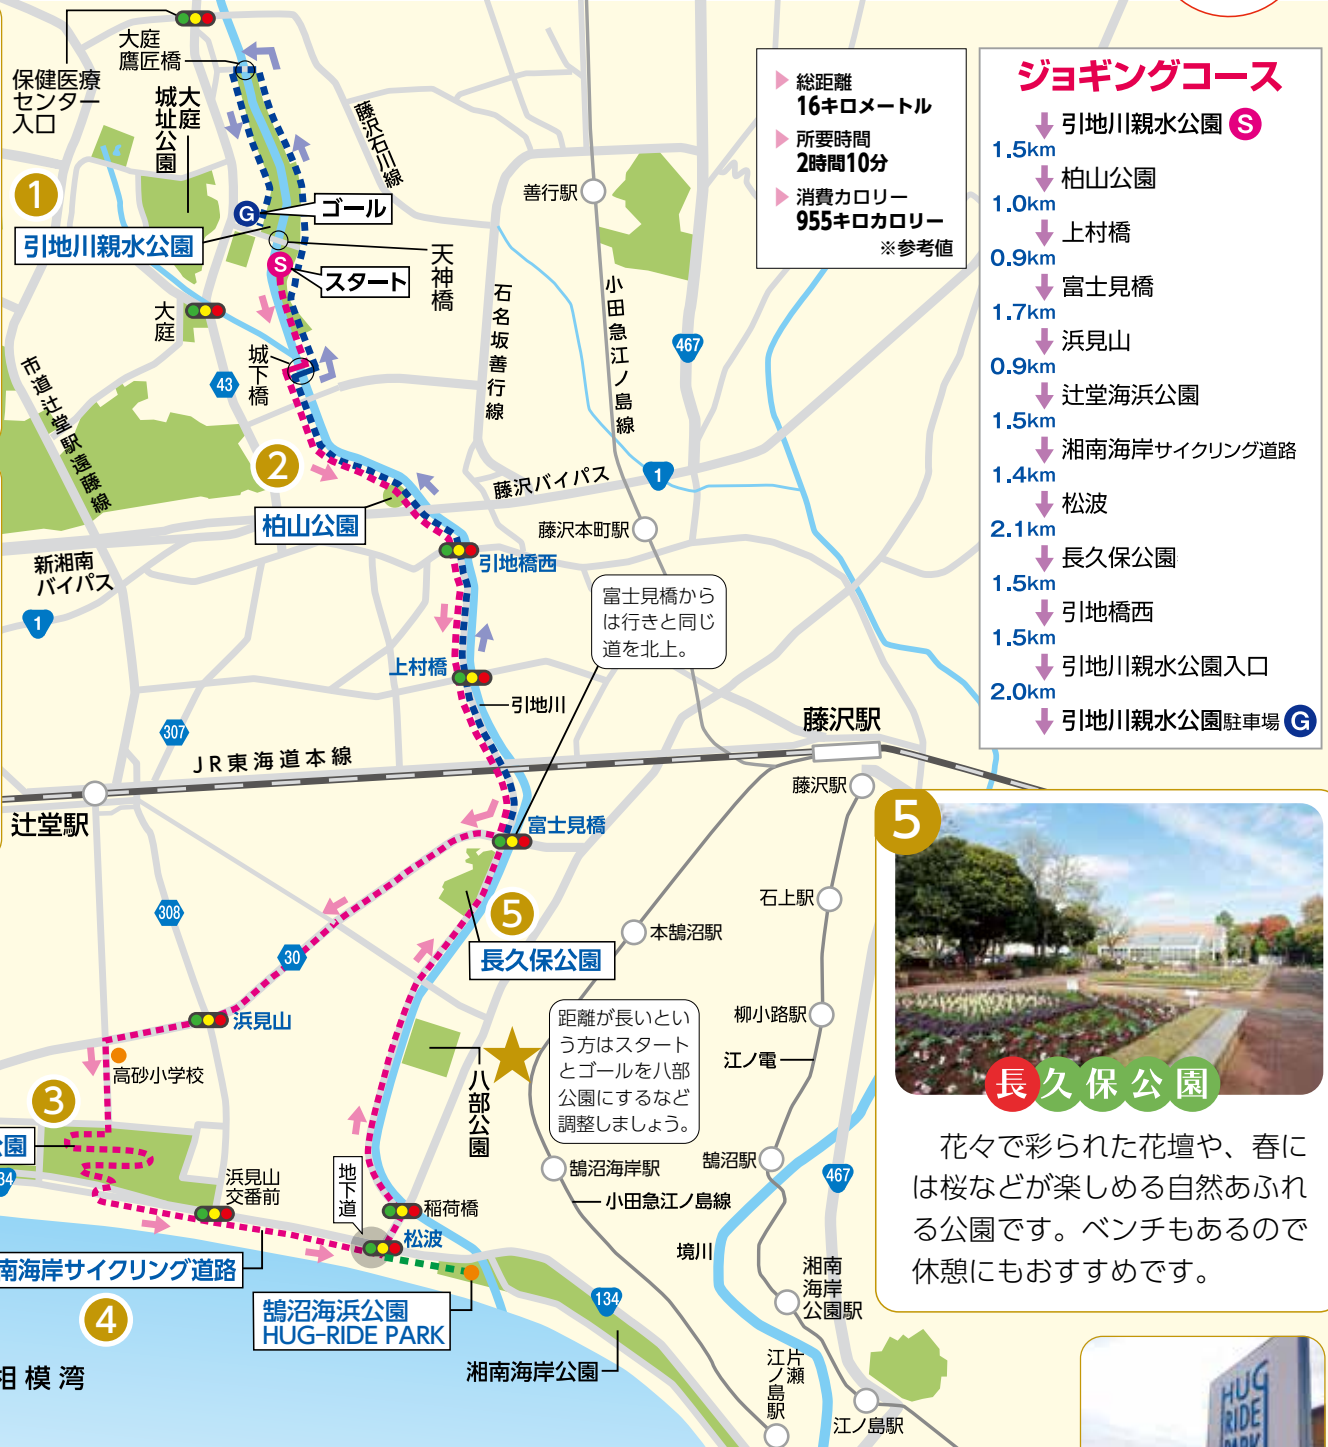 保健医療
センター
入口
大庭
鷹匠橋
大庭
城址公園
藤沢石川線
1
G
ゴール
引地川親水公園
S
スタート
天神橋
大庭
城下橋
43
市道辻堂駅遠藤線
2
柏山公園
善行駅
石名坂善行線
小田急江ノ島線
467
藤沢バイパス
1
藤沢本町駅
新湘南
バイパス
1
引地橋西
富士見橋から
は行きと同じ
道を北上。
上村橋
引地川
307
JR東海道本線
藤沢駅
藤沢駅
辻堂駅
富士見橋
308
30
5
長久保公園
石上駅
本鵠沼駅
浜見山
高砂小学校
柳小路駅
江ノ電
距離が長いとい
う方はスタート
とゴールを八部
公園にするなど
調整しましょう。
八部公園
3
公園
34
浜見山
交番前
地下道
稲荷橋
松波
鵠沼海岸駅
小田急江ノ島線
鵠沼駅
467
境川
南海岸サイクリング道路
4
鵠沼海浜公園
HUG-RIDE PARK
134
湘南海岸公園
湘南
海岸
公園駅
片瀬
江ノ島駅
江ノ島駅
相模湾
総距離
16キロメートル
所要時間
2時間10分
消費カロリー
955キロカロリー
※参考値
ジョギングコース
引地川親水公園 S
1.5km
柏山公園
1.0km
上村橋
0.9km
富士見橋
1.7km
浜見山
0.9km
辻堂海浜公園
1.5km
湘南海岸サイクリング道路
1.4km
松波
2.1km
長久保公園
1.5km
引地橋西
1.5km
引地川親水公園入口
2.0km
引地川親水公園駐車場 G
5
長久保公園
花々で彩られた花壇や、春に
は桜などが楽しめる自然あふれ
る公園です。ベンチもあるので
休憩にもおすすめです。
HUG
RIDE
PARK